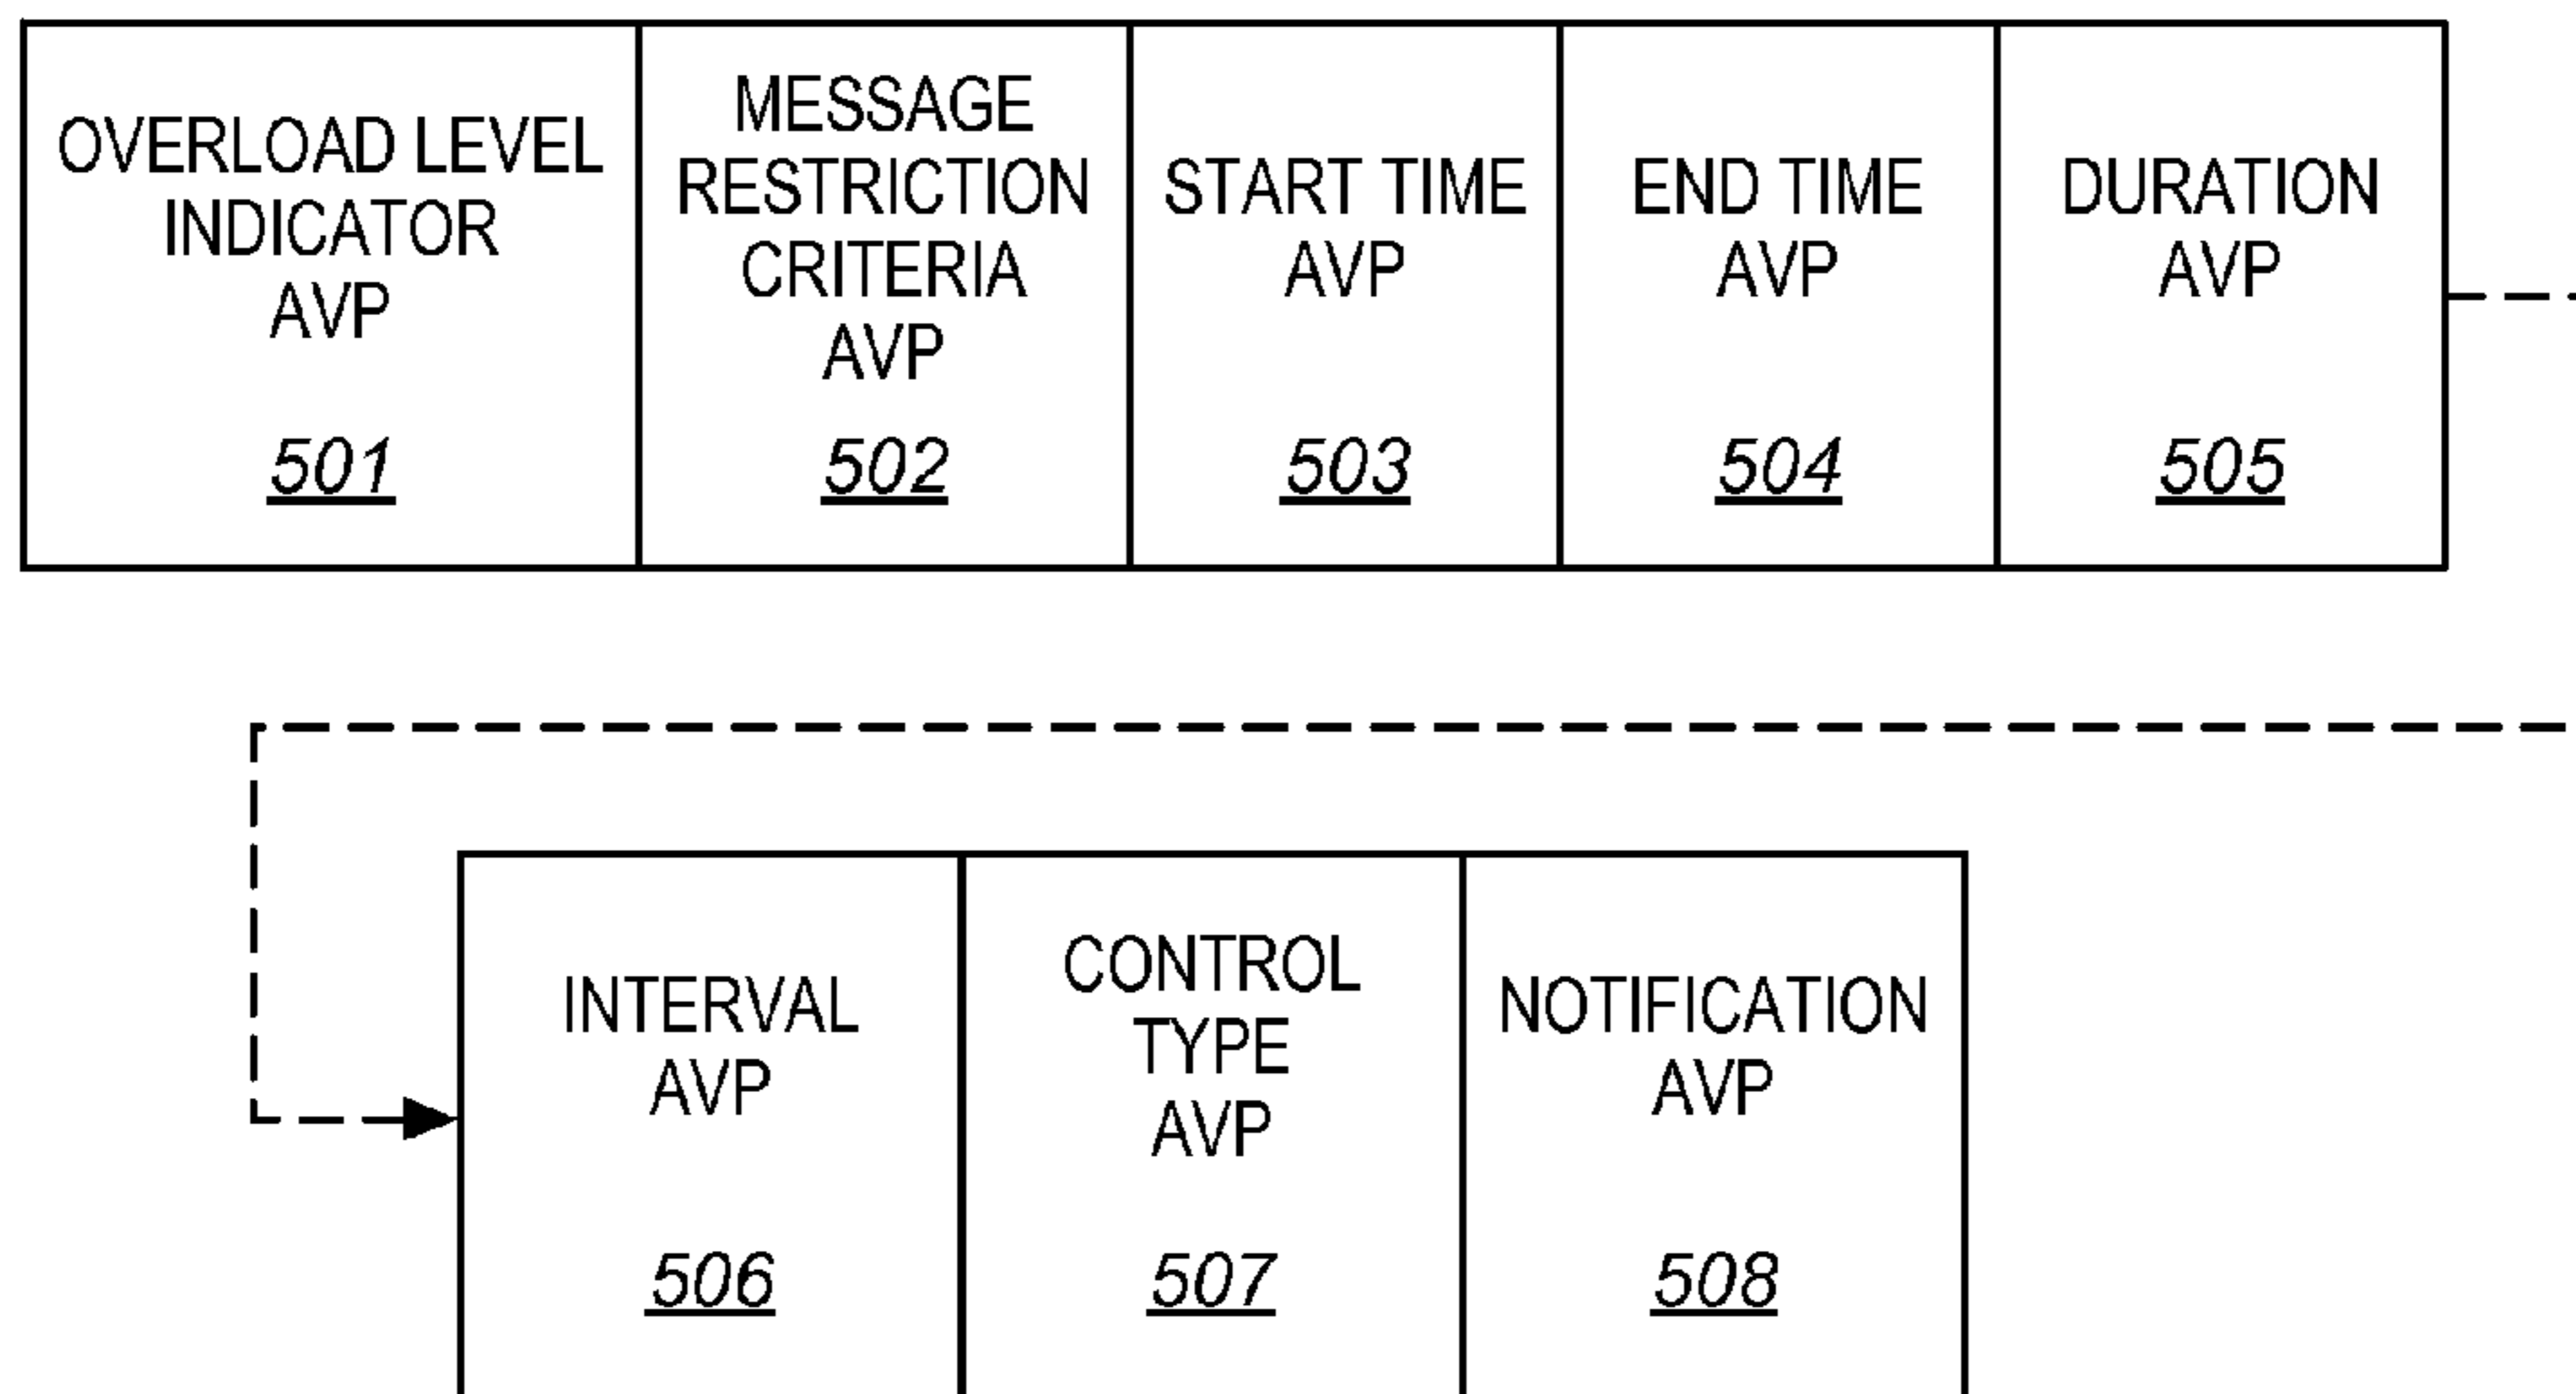 OVERLOAD LEVEL
INDICATOR
AVP
501
MESSAGE
RESTRICTION
CRITERIA
AVP
502
START TIME
AVP
503
END TIME
AVP
504
DURATION
AVP
505
INTERVAL
AVP
506
CONTROL
TYPE
AVP
507
NOTIFICATION
AVP
508